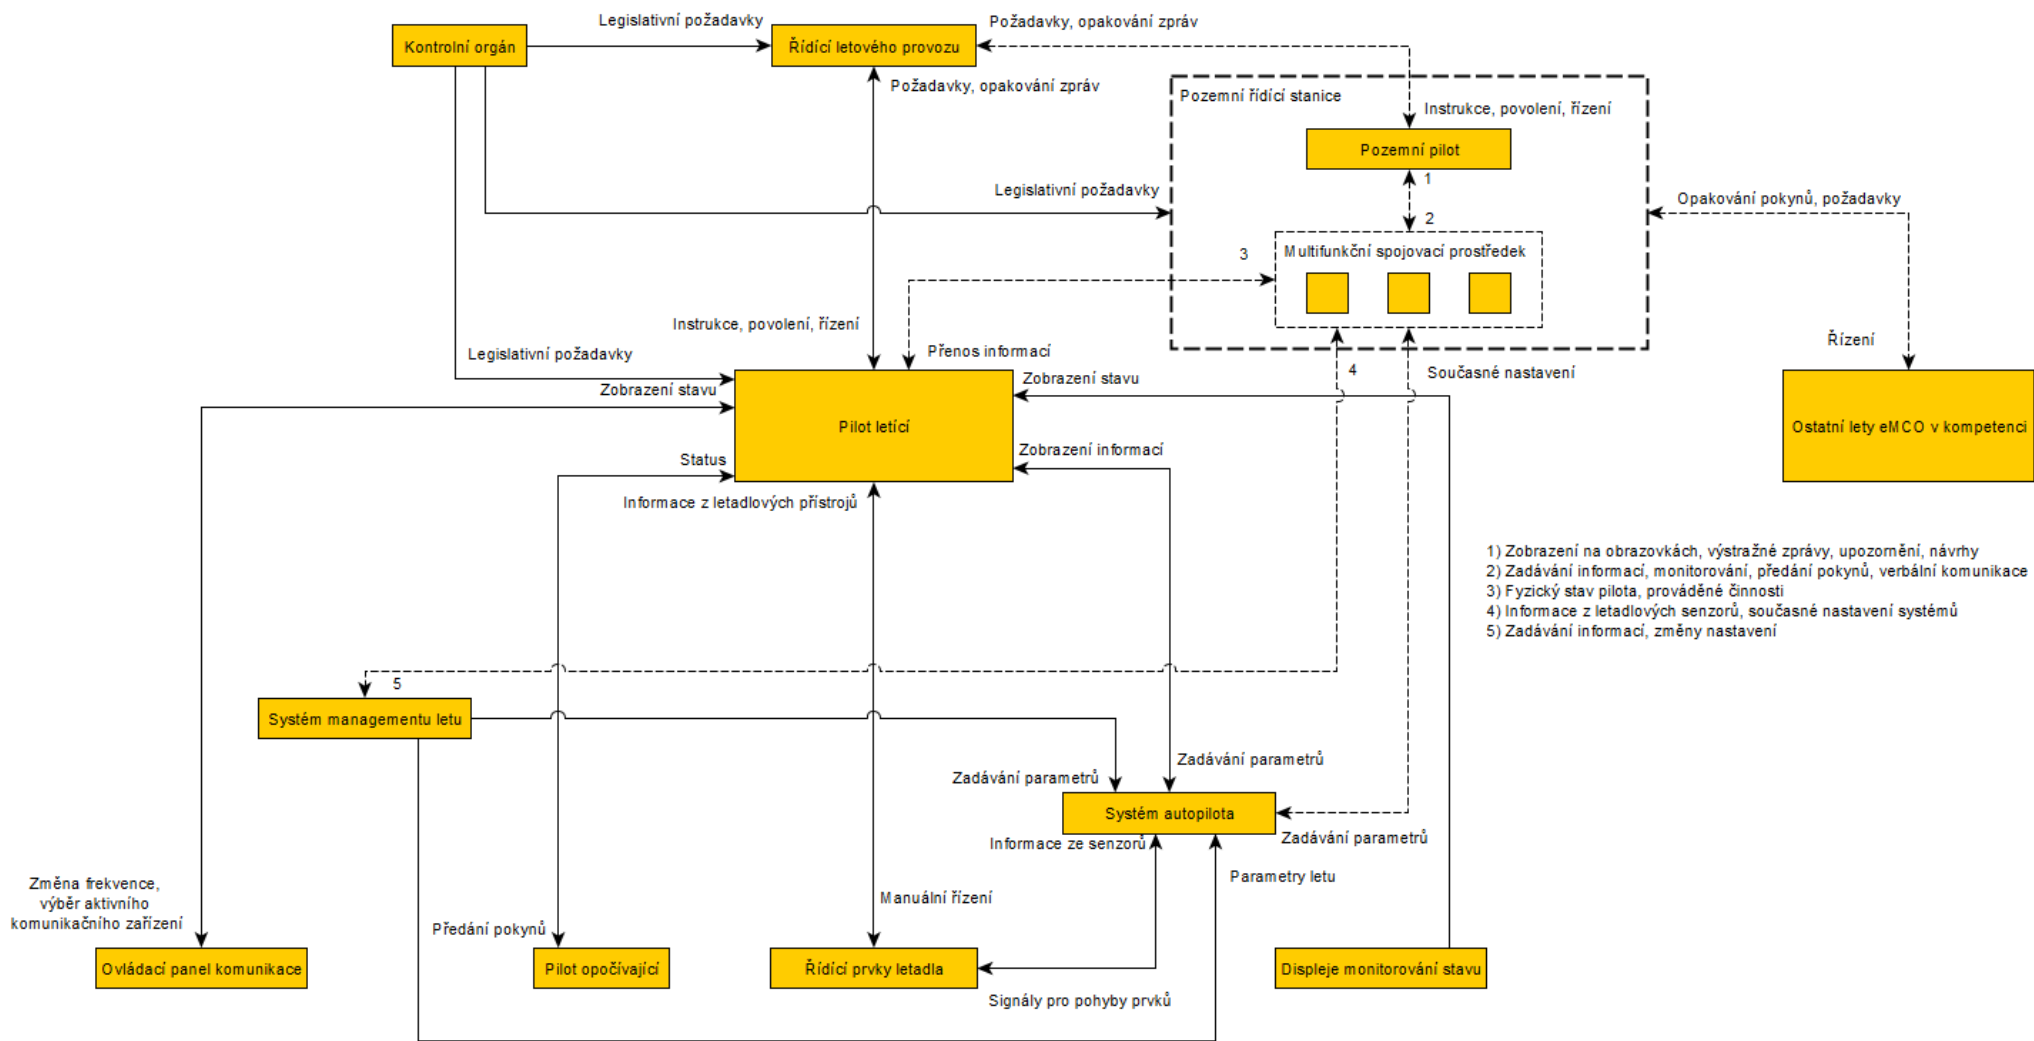 Legislativní požadavky
Požadavky, opakování zpráv
Kontrolní orgán
Řídící letového provozu
Požadavky, opakování zpráv
Pozemní řídící stanice
Instrukce, povolení, řízení
Pozemní pilot
1
Legislativní požadavky
Opakování pokynů, požadavky
2
3
Multifunkční spojovací prostředek
Instrukce, povolení, řízení
Řízení
Přenos informací
Legislativní požadavky
4
Současné nastavení
Zobrazení stavu
Zobrazení stavu
Pilot letící
Ostatní lety eMCO v kompetenci
Zobrazení informací
Status
Informace z letadlových přístrojů
1) Zobrazení na obrazovkách, výstražné zprávy, upozornění, návrhy
2) Zadávání informací, monitorování, předání pokynů, verbální komunikace
3) Fyzický stav pilota, prováděné činnosti
4) Informace z letadlových senzorů, současné nastavení systémů
5) Zadávání informací, změny nastavení
5
Systém managementu letu
Zadávání parametrů
Zadávání parametrů
Systém autopilota
Informace ze senzorů
Zadávání parametrů
Parametry letu
Změna frekvence,
výběr aktivního
komunikačního zařízení
Manuální řízení
Předání pokynů
Ovládací panel komunikace
Pilot opočívající
Řídící prvky letadla
Displeje monitorování stavu
Signály pro pohyby prvků